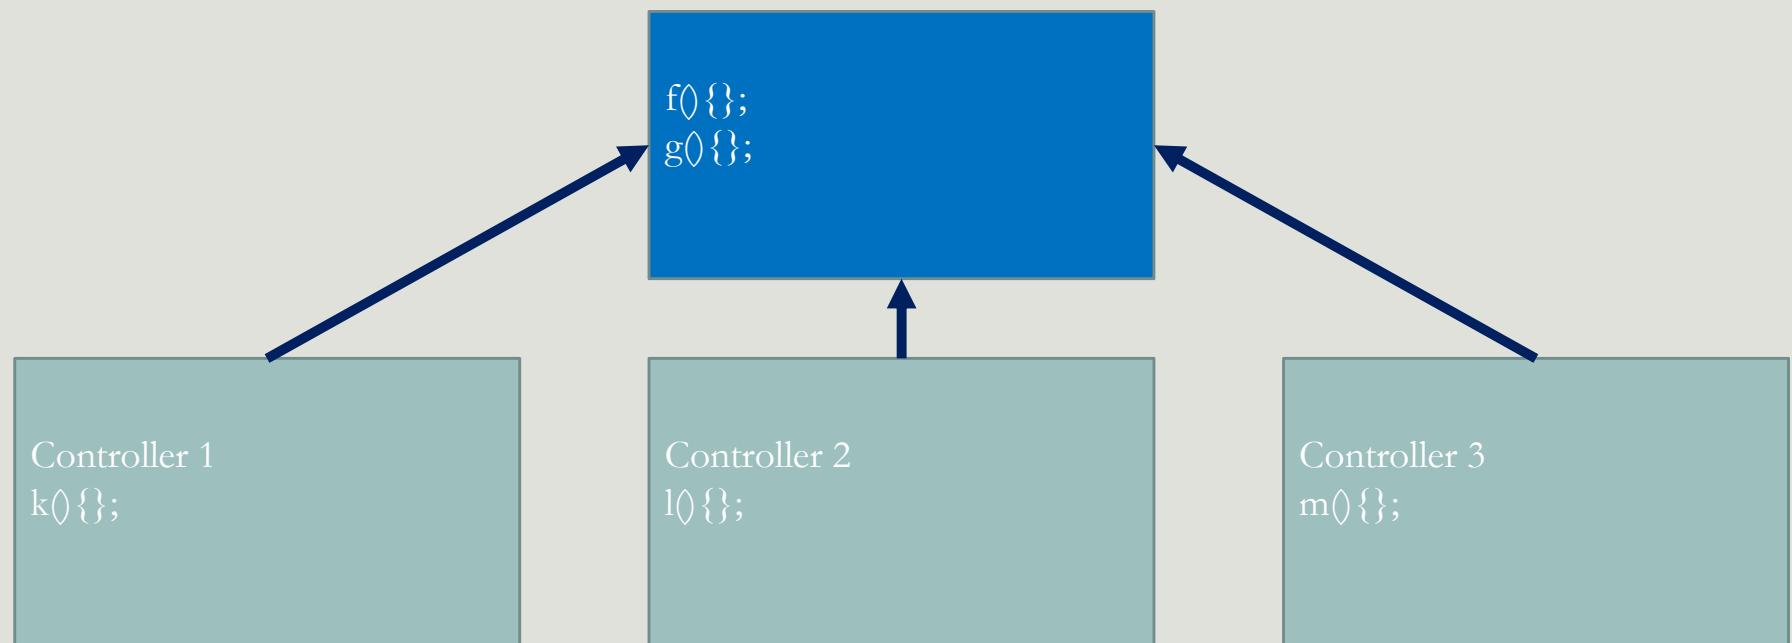 f(){};
g(){};
Controller 1
k(){};
Controller 2
l(){};
Controller 3
m(){};